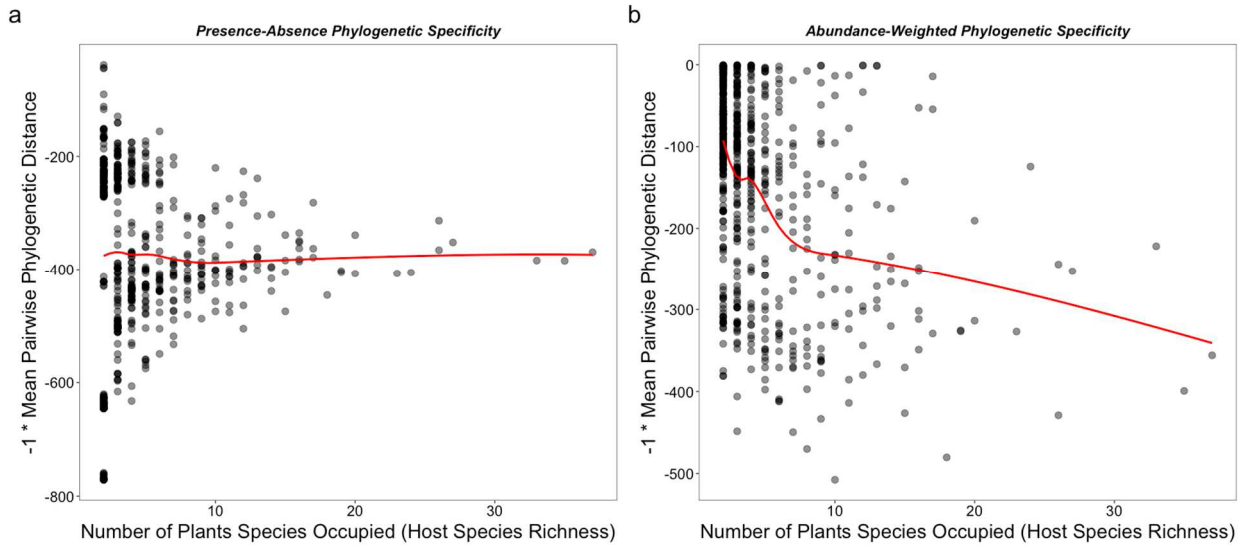 a
Presence-Absence Phylogenetic Specificity
-1 * Mean Pairwise Phylogenetic Distance
-200
-400
-600
-800
10
20
30
Number of Plants Species Occupied (Host Species Richness)
b
Abundance-Weighted Phylogenetic Specificity
-1 * Mean Pairwise Phylogenetic Distance
0
-100
-200
-300
-400
-500
10
20
30
Number of Plants Species Occupied (Host Species Richness)